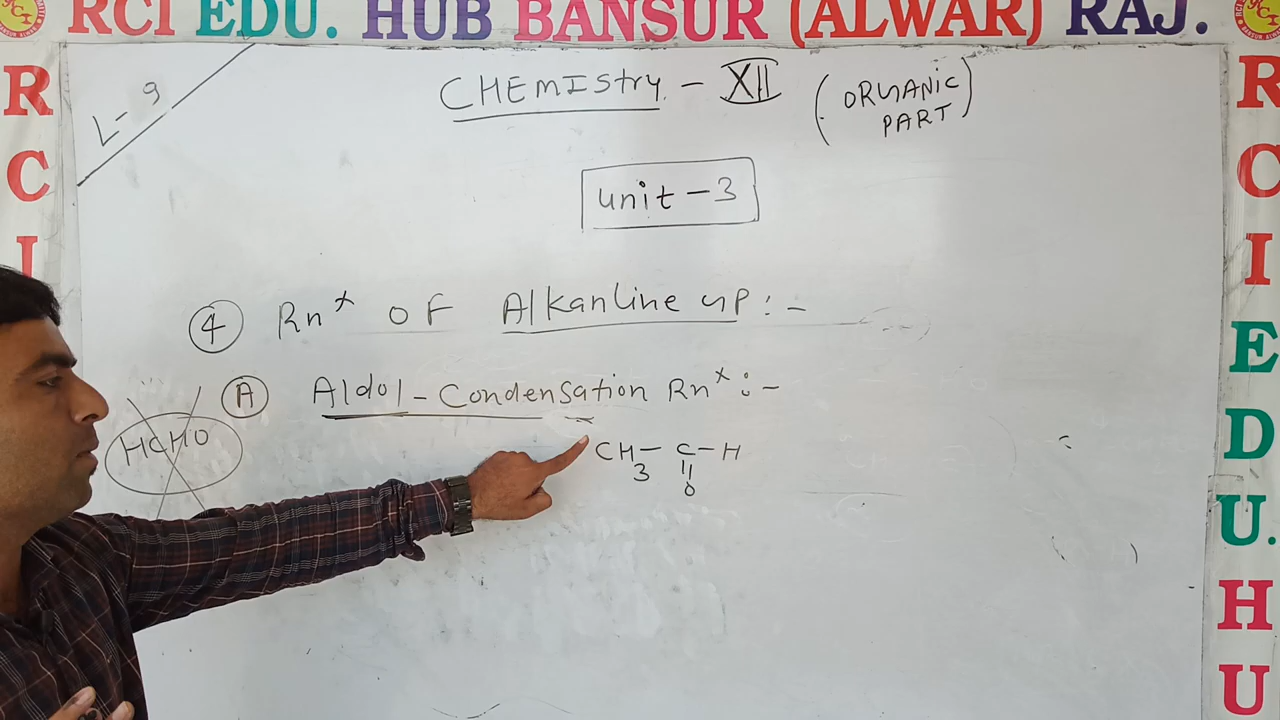 RCI EDU. HUB BANSUR (ALWAR) RAJ.
L-9
CHEMIStry - XII (ORGANIC PART)
unit-3
④ Rnˣ OF Alkanline gp:-
Ⓐ Aldol-Condensation Rnˣ:-
HCHO
CH3-C-H
||
O
R
C
I
R
C
I
E
D
U.
H
U